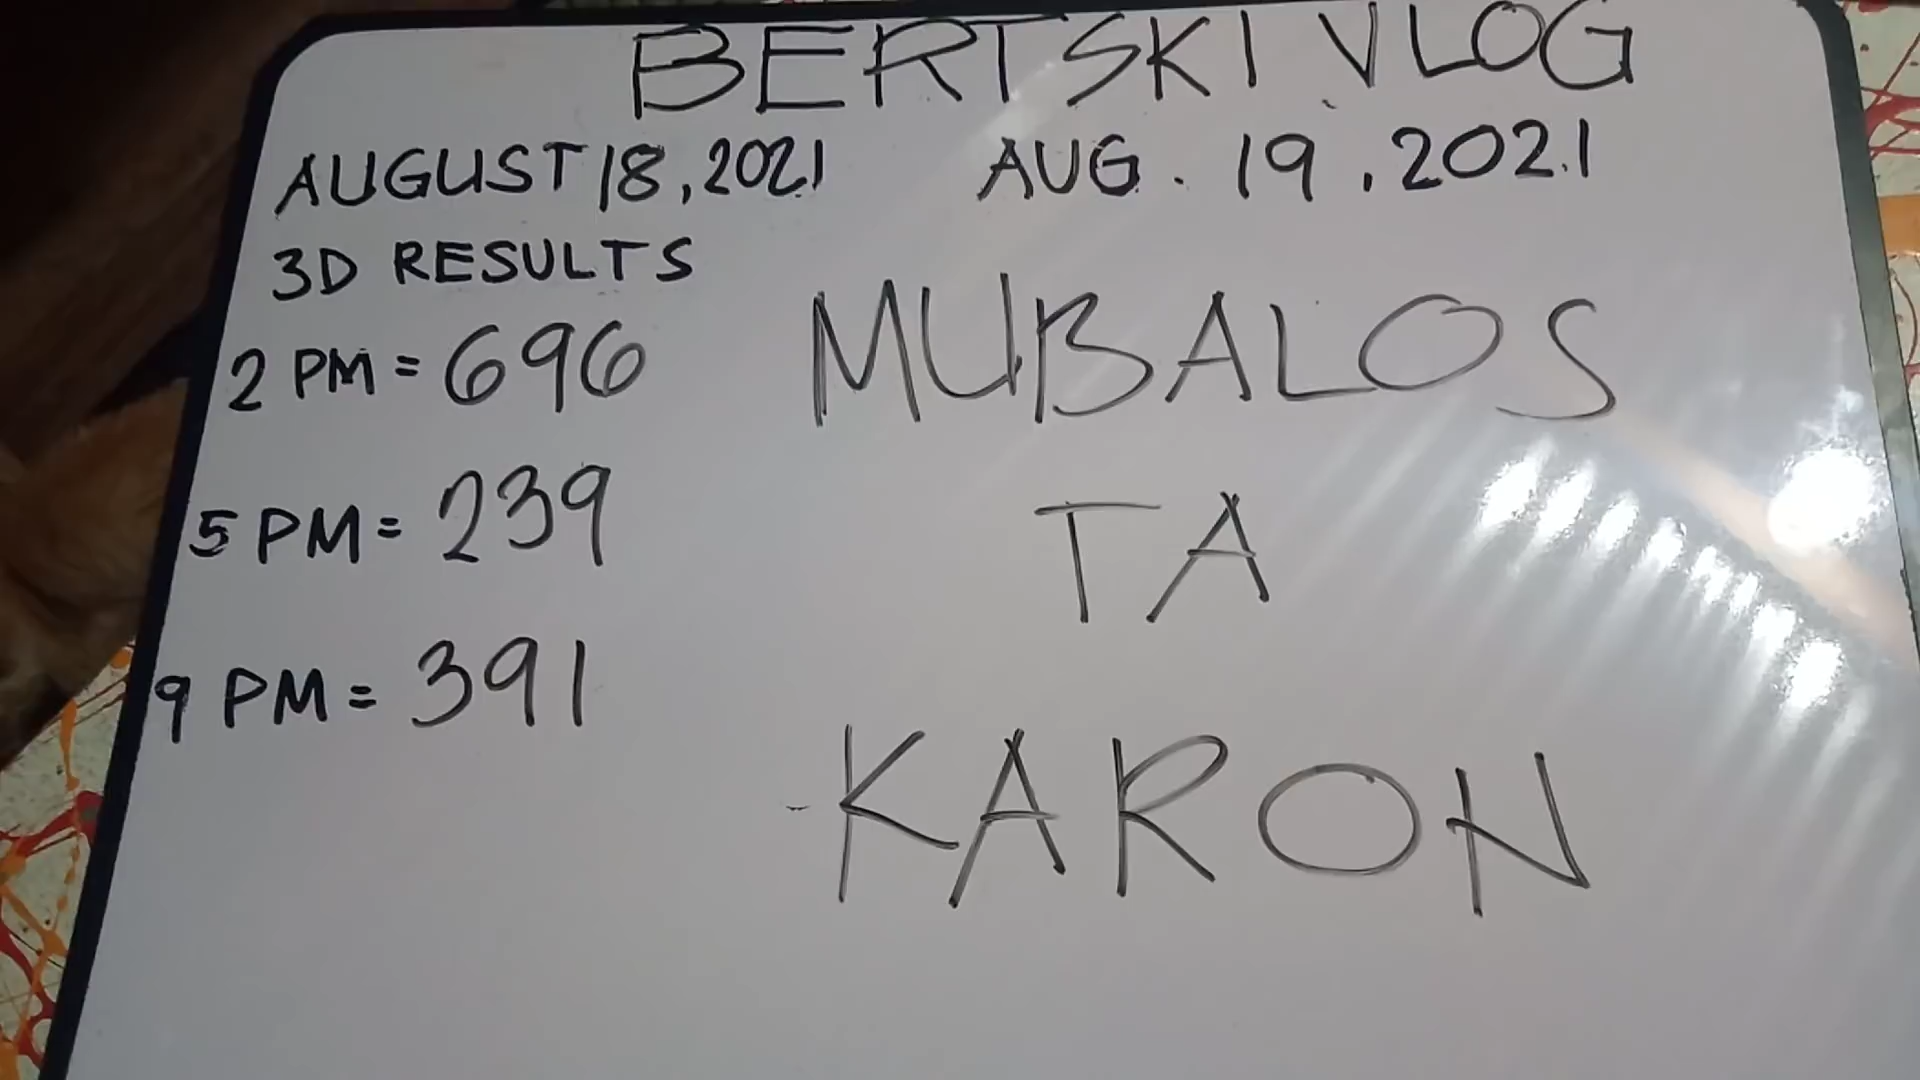 BERTSKI VLOG
AUGUST 18, 2021
3D RESULTS
2 PM = 696
5 PM = 239
9 PM = 391
AUG. 19, 2021
MUBALOS
TA
KARON